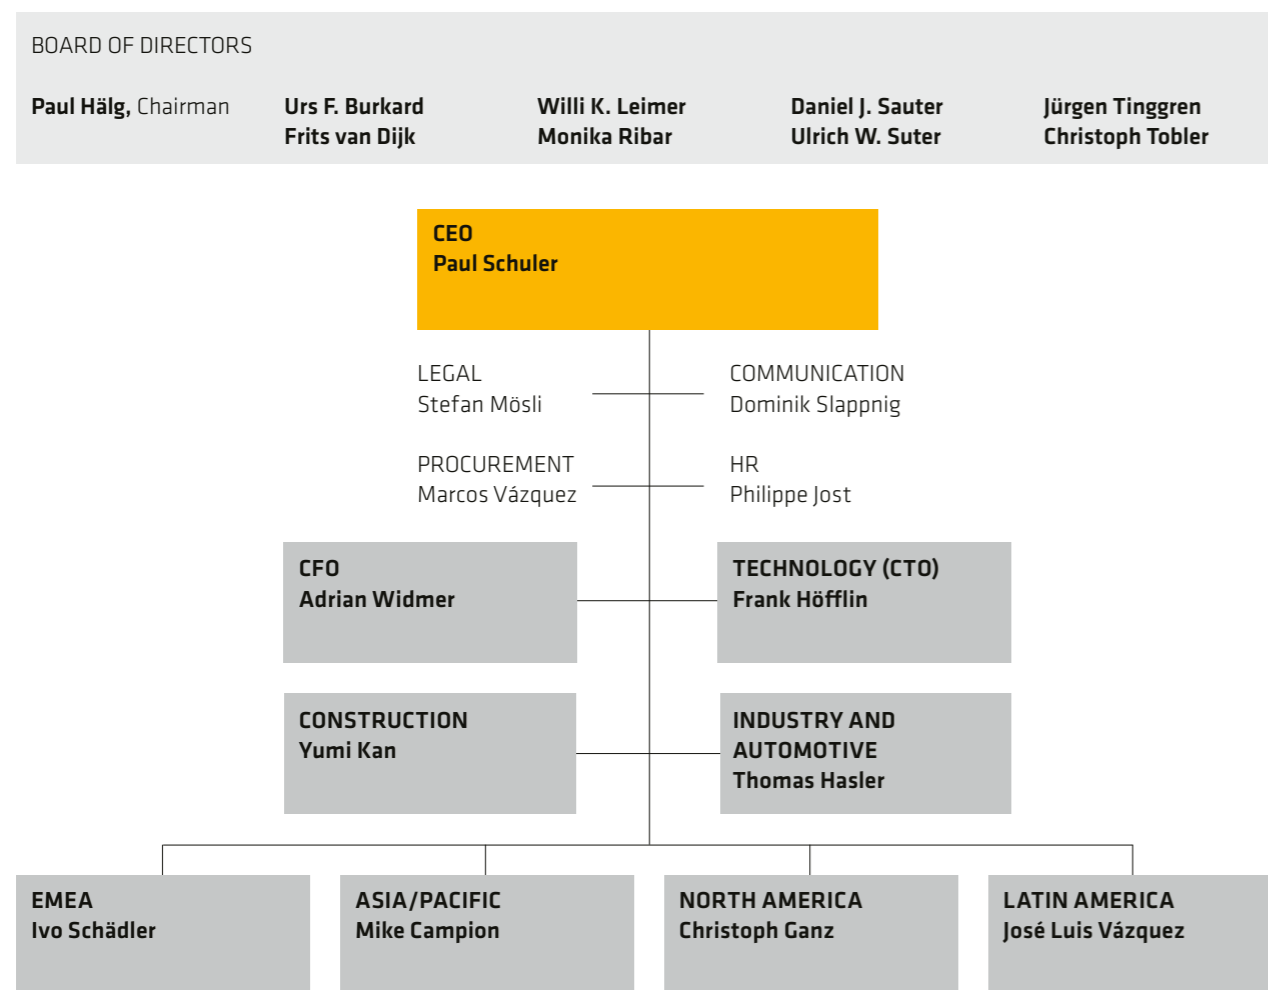 BOARD OF DIRECTORS
Paul Hälg, Chairman
Urs F. Burkard
Frits van Dijk
Willi K. Leimer
Monika Ribar
Daniel J. Sauter
Ulrich W. Suter
Jürgen Tinggren
Christoph Tobler
CEO
Paul Schuler
LEGAL
Stefan Mösli
COMMUNICATION
Dominik Slappnig
PROCUREMENT
Marcos Vázquez
HR
Philippe Jost
CFO
Adrian Widmer
TECHNOLOGY (CTO)
Frank Höfflin
CONSTRUCTION
Yumi Kan
INDUSTRY AND
AUTOMOTIVE
Thomas Hasler
EMEA
Ivo Schädler
ASIA/PACIFIC
Mike Campion
NORTH AMERICA
Christoph Ganz
LATIN AMERICA
José Luis Vázquez